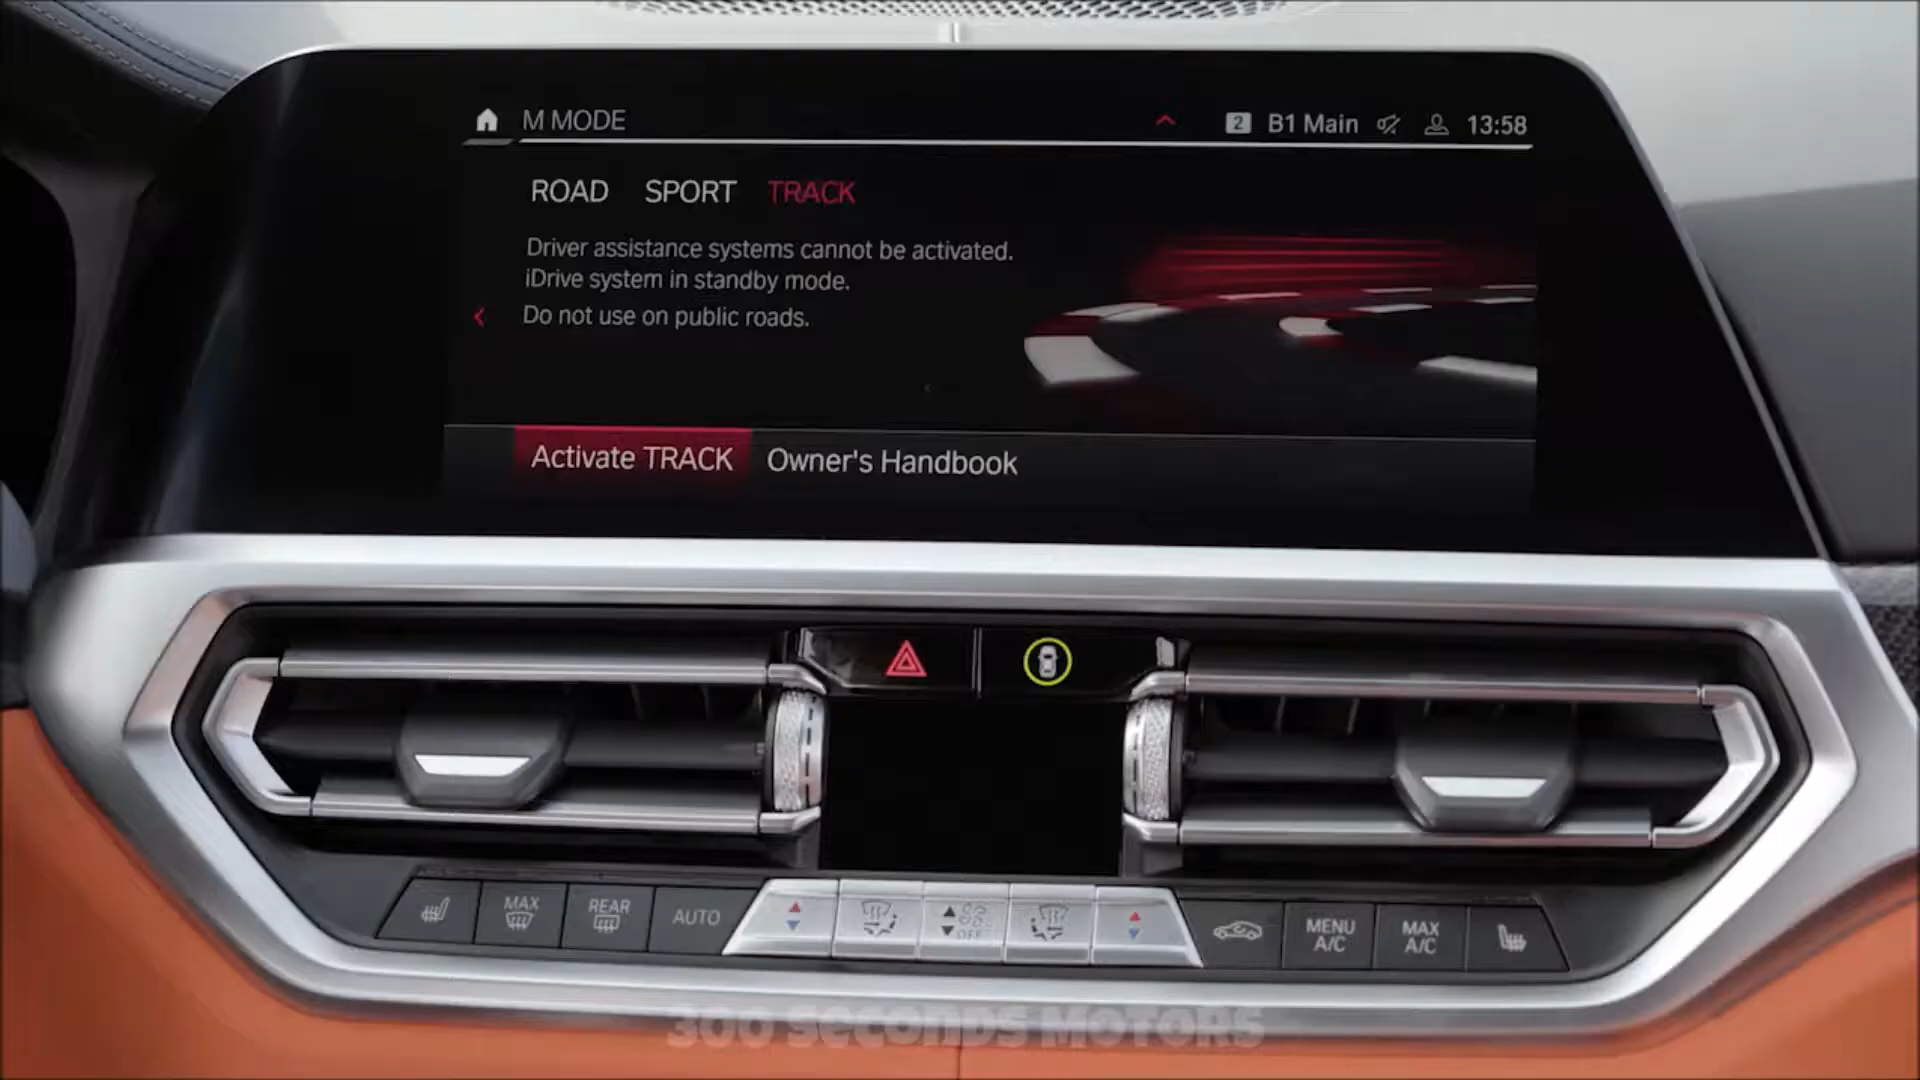 M MODE
2 B1 Main 13:58
ROAD SPORT TRACK
Driver assistance systems cannot be activated.
iDrive system in standby mode.
Do not use on public roads.
Activate TRACK Owner's Handbook
MAX
REAR
AUTO
OFF
MENU
A/C
MAX
A/C
300 SECONDS MOTORS